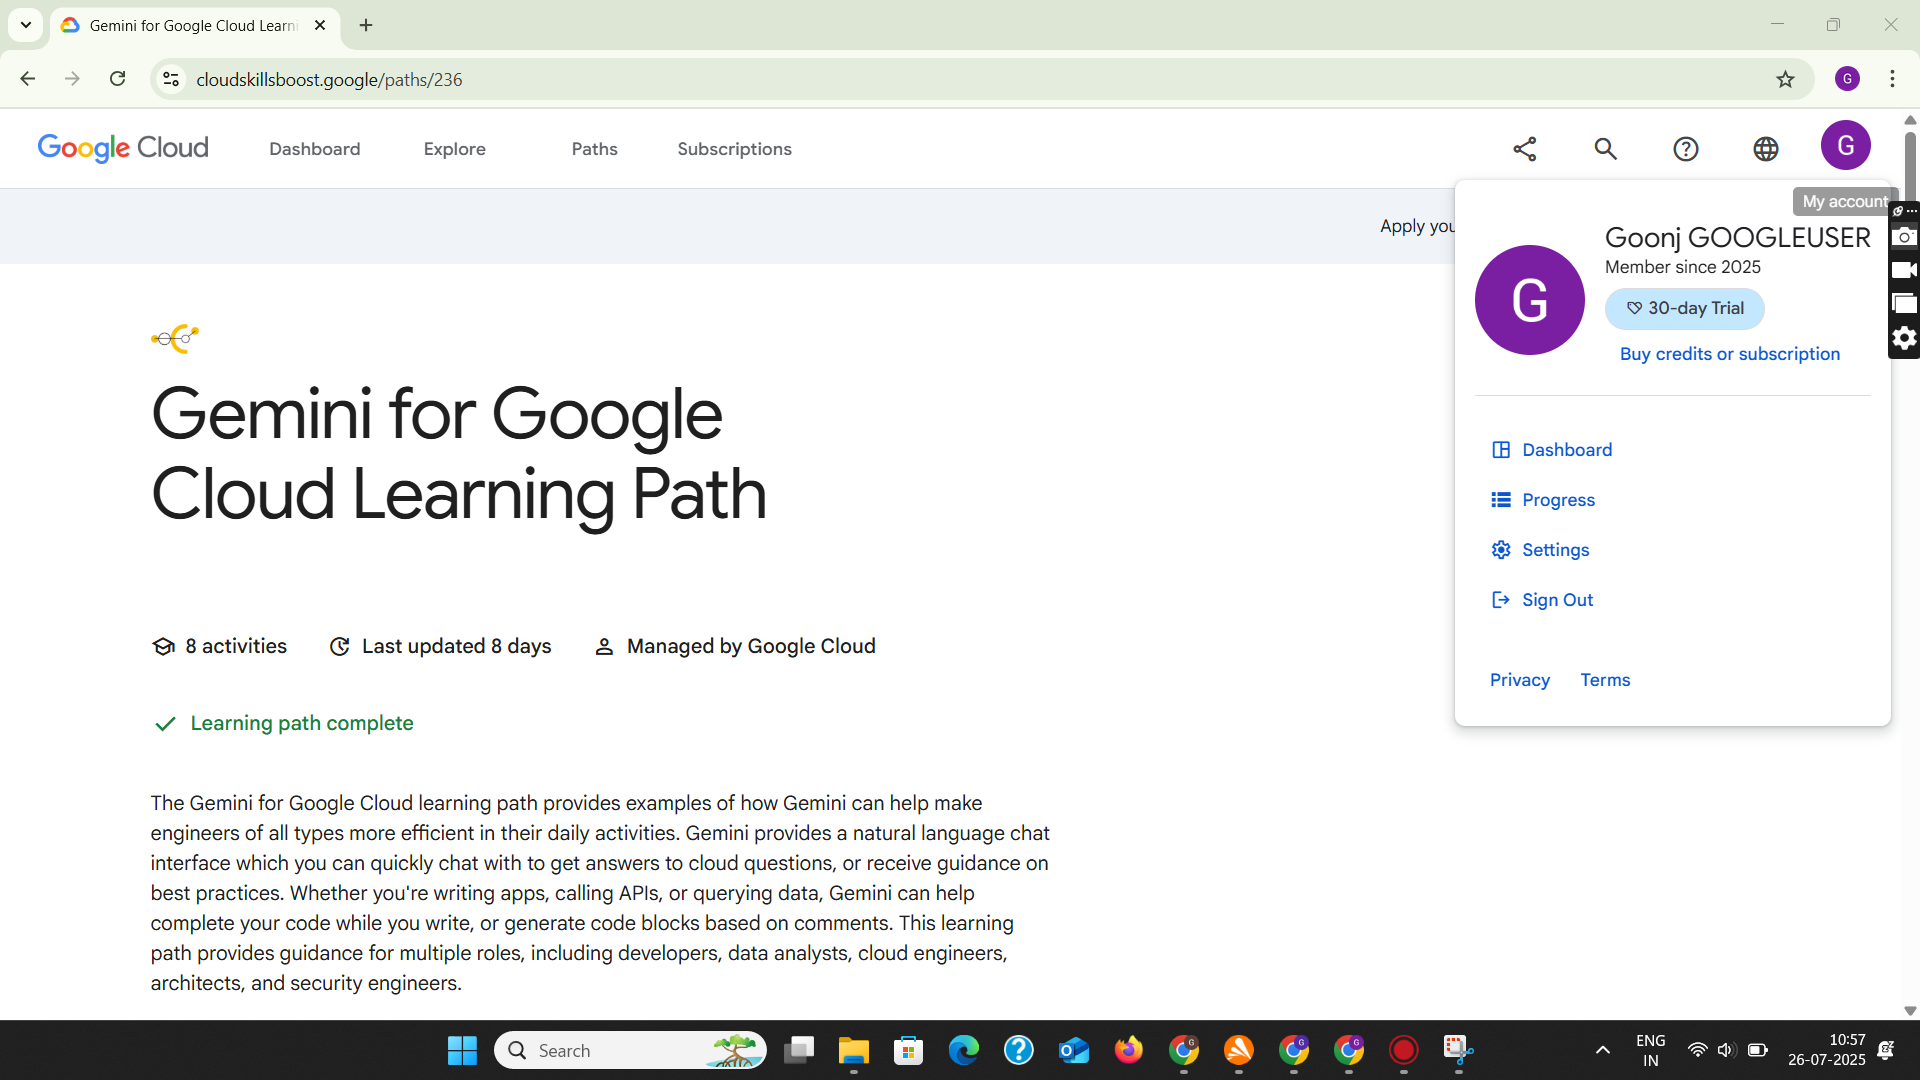 Gemini for Google Cloud Learni
cloudskillsboost.google/paths/236
G
Google Cloud
Dashboard
Explore
Paths
Subscriptions
G
My account
Apply you
G
Goonj GOOGLEUSER
Member since 2025
30-day Trial
Buy credits or subscription
Dashboard
Progress
Settings
Sign Out
Privacy Terms
Gemini for Google
Cloud Learning Path
8 activities Last updated 8 days Managed by Google Cloud
Learning path complete
The Gemini for Google Cloud learning path provides examples of how Gemini can help make
engineers of all types more efficient in their daily activities. Gemini provides a natural language chat
interface which you can quickly chat with to get answers to cloud questions, or receive guidance on
best practices. Whether you're writing apps, calling APIs, or querying data, Gemini can help
complete your code while you write, or generate code blocks based on comments. This learning
path provides guidance for multiple roles, including developers, data analysts, cloud engineers,
architects, and security engineers.
Search
ENG
IN
10:57
26-07-2025